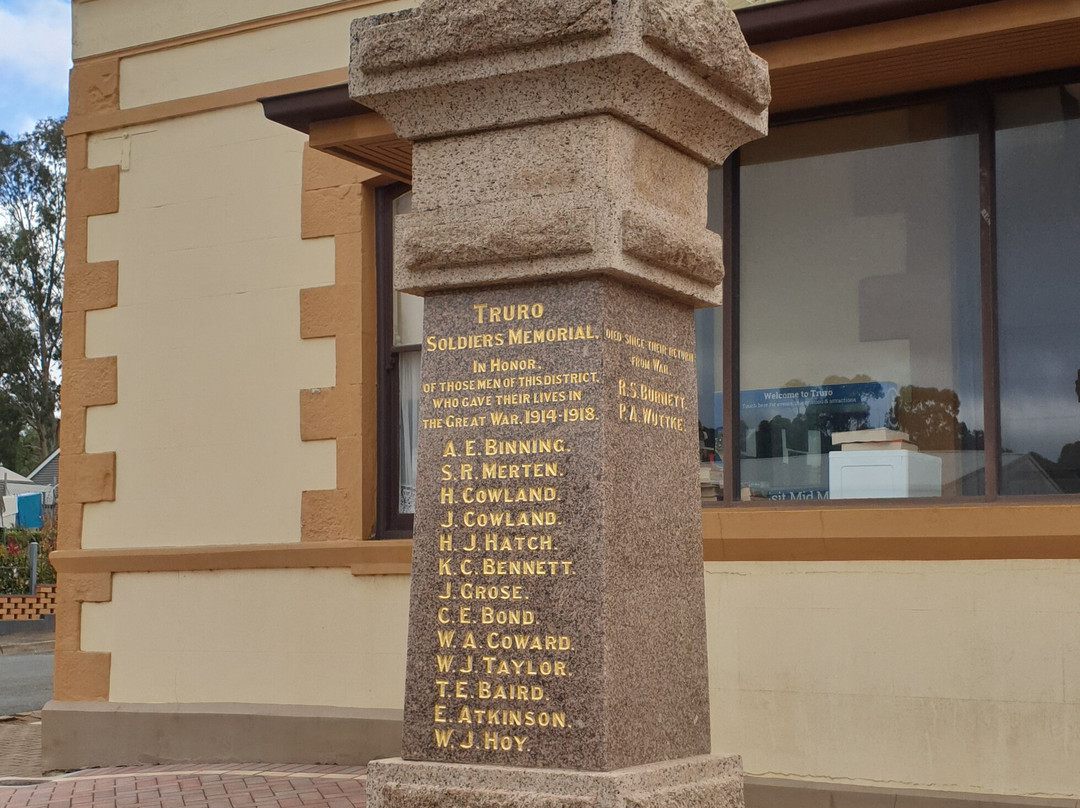 TRURO
SOLDIERS MEMORIAL.
IN HONOR.
OF THOSE MEN OF THIS DISTRICT.
WHO GAVE THEIR LIVES IN
THE GREAT WAR. 1914-1918.
A. E. BINNING.
S. R. MERTEN.
H. COWLAND.
J. COWLAND.
H. J. HATCH.
K. C. BENNETT.
J. GROSE.
C. E. BOND.
W. A. COWARD.
W. J. TAYLOR.
T. E. BAIRD.
E. ATKINSON.
W. J. HOY
DIED SINCE THEIR RETURN
FROM WAR.
R. S. BURNETT.
P. A. WUTTKE.
Welcome to Truro